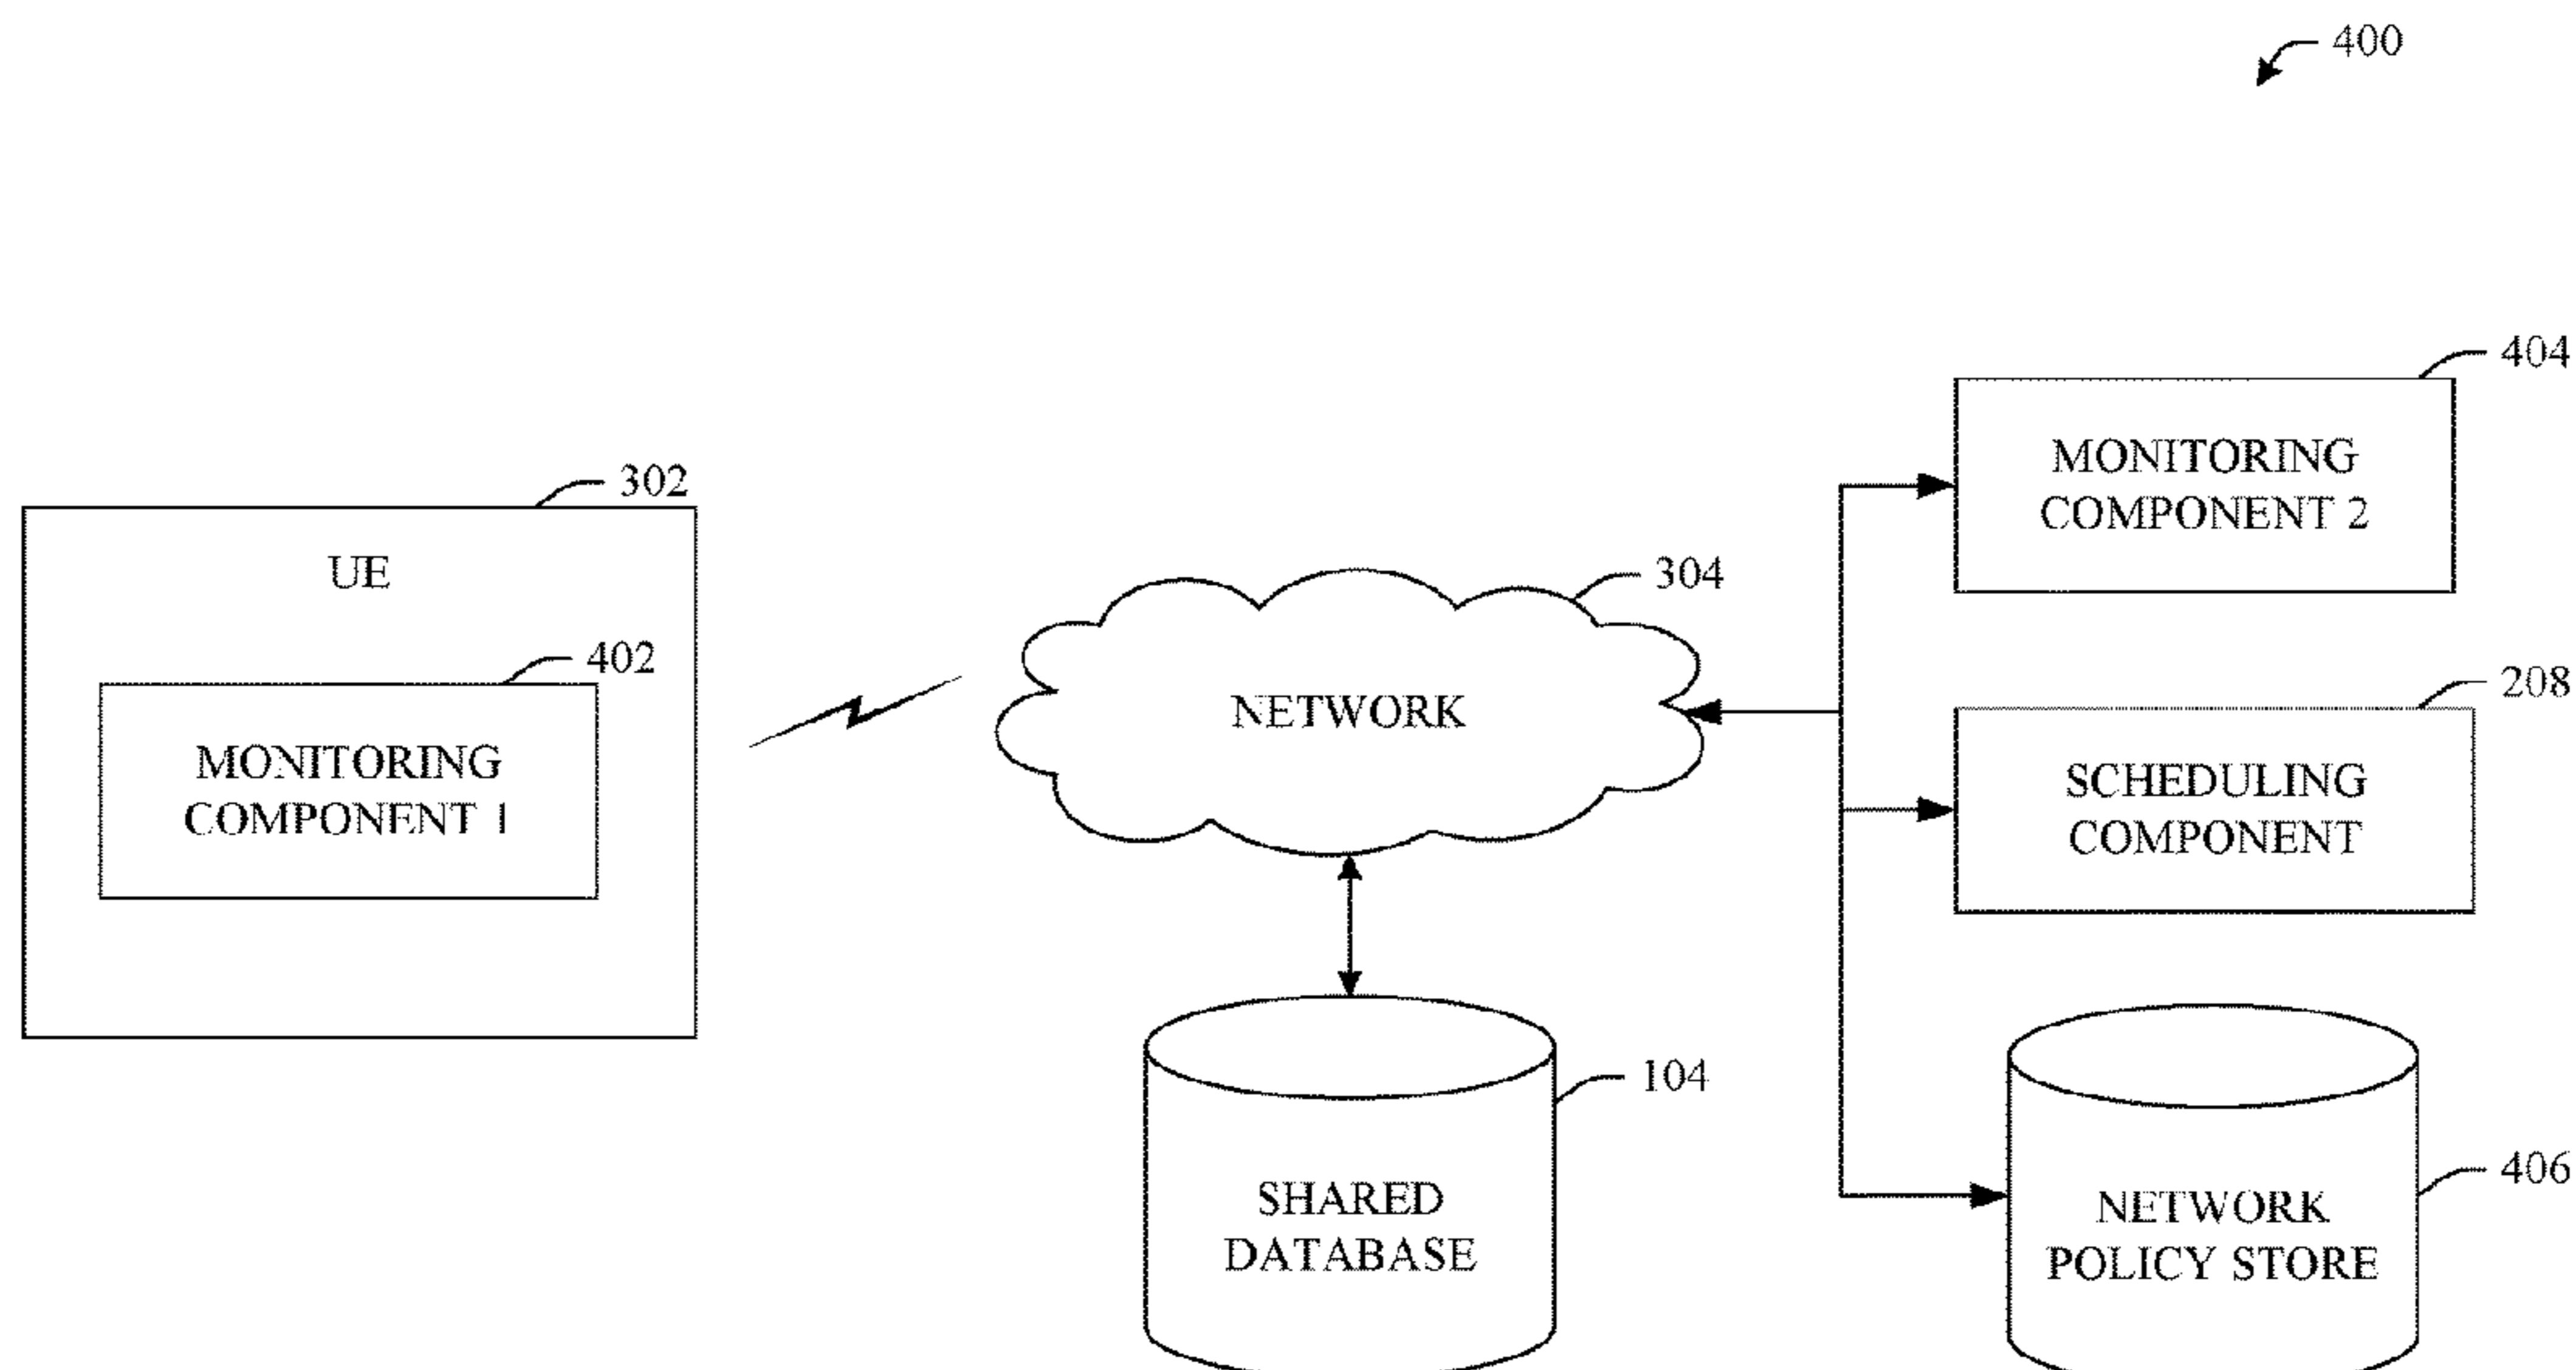 400
404
MONITORING
COMPONENT 2
302
UE
304
402
208
MONITORING
COMPONENT 1
NETWORK
SCHEDULING
COMPONENT
104
SHARED
DATABASE
406
NETWORK
POLICY STORE